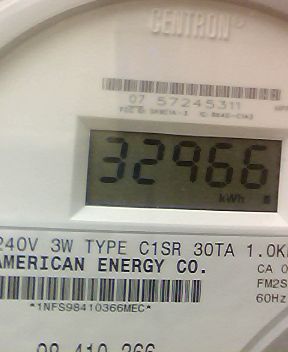 CENTRON®
07 57245311
32966
kWh
240V 3W TYPE C1SR 30TA 1.0K
AMERICAN ENERGY CO.
CA 0
FM2S
60Hz
*1NFS98410366MEC*